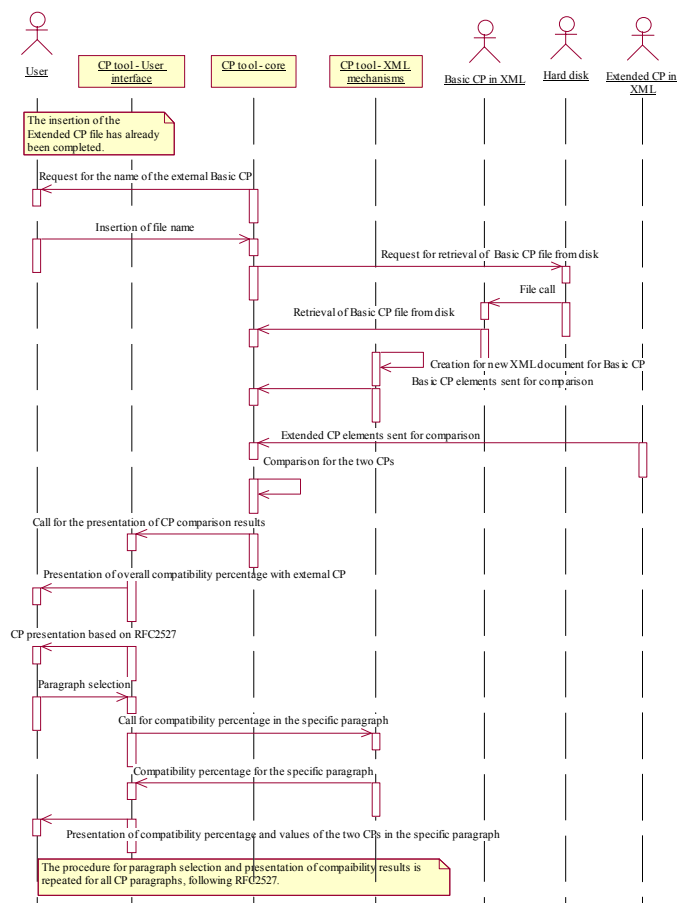 User
CP tool - User
interface
CP tool - core
CP tool - XML
mechanisms
Basic CP in XML
Hard disk
Extended CP in
XML
The insertion of the
Extended CP file has already
been completed.
Request for the name of the external Basic CP
Insertion of file name
Request for retrieval of Basic CP file from disk
File call
Retrieval of Basic CP file from disk
Creation for new XML document for Basic CP
Basic CP elements sent for comparison
Extended CP elements sent for comparison
Comparison for the two CPs
Call for the presentation of CP comparison results
Presentation of overall compatibility percentage with external CP
CP presentation based on RFC2527
Paragraph selection
Call for compatibility percentage in the specific paragraph
Compatibility percentage for the specific paragraph
Presentation of compatibility percentage and values of the two CPs in the specific paragraph
The procedure for paragraph selection and presentation of compaibility results is
repeated for all CP paragraphs, following RFC2527.